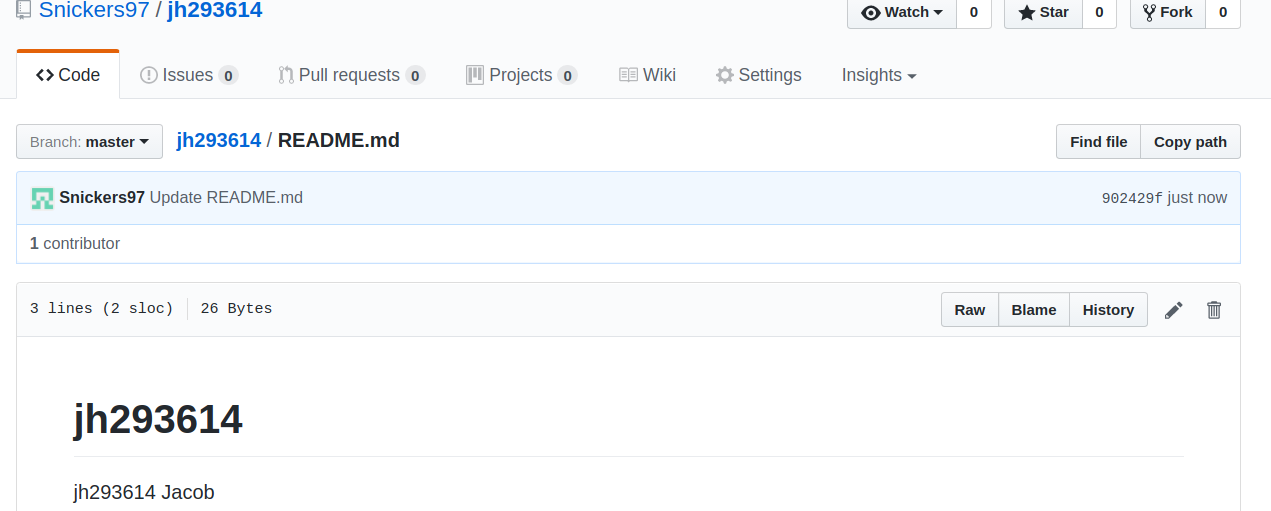 Snickers97 / jh293614
Watch 0 Star 0 Fork 0
Code Issues 0 Pull requests 0 Projects 0 Wiki Settings Insights
Branch: master jh293614 / README.md Find file Copy path
Snickers97 Update README.md 902429f just now
1 contributor
3 lines (2 sloc) 26 Bytes Raw Blame History
jh293614
jh293614 Jacob